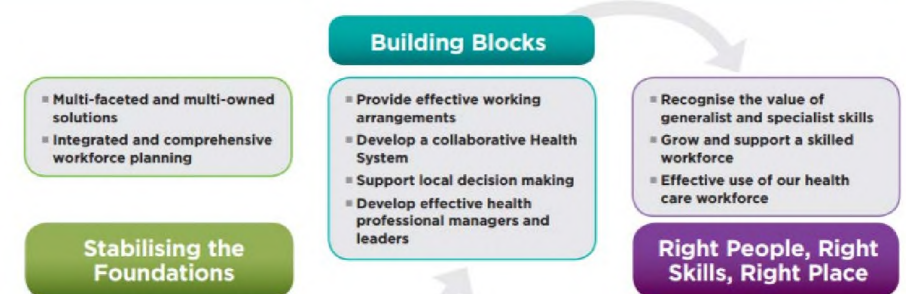 Building Blocks
▪ Multi-faceted and multi-owned
solutions
▪ Integrated and comprehensive
workforce planning
Stabilising the
Foundations
▪ Provide effective working
arrangements
▪ Develop a collaborative Health
System
▪ Support local decision making
▪ Develop effective health
professional managers and
leaders
▪ Recognise the value of
generalist and specialist skills
▪ Grow and support a skilled
workforce
▪ Effective use of our health
care workforce
Right People, Right
Skills, Right Place